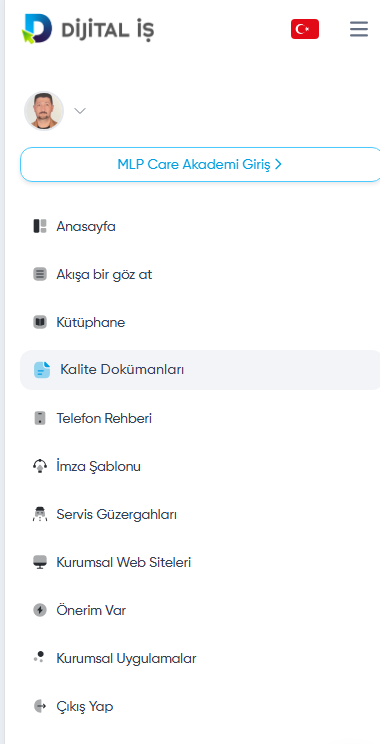 DİJİTAL İŞ
MLP Care Akademi Giriş
Anasayfa
Akışa bir göz at
Kütüphane
Kalite Dokümanları
Telefon Rehberi
İmza Şablonu
Servis Güzergahları
Kurumsal Web Siteleri
Önerim Var
Kurumsal Uygulamalar
Çıkış Yap